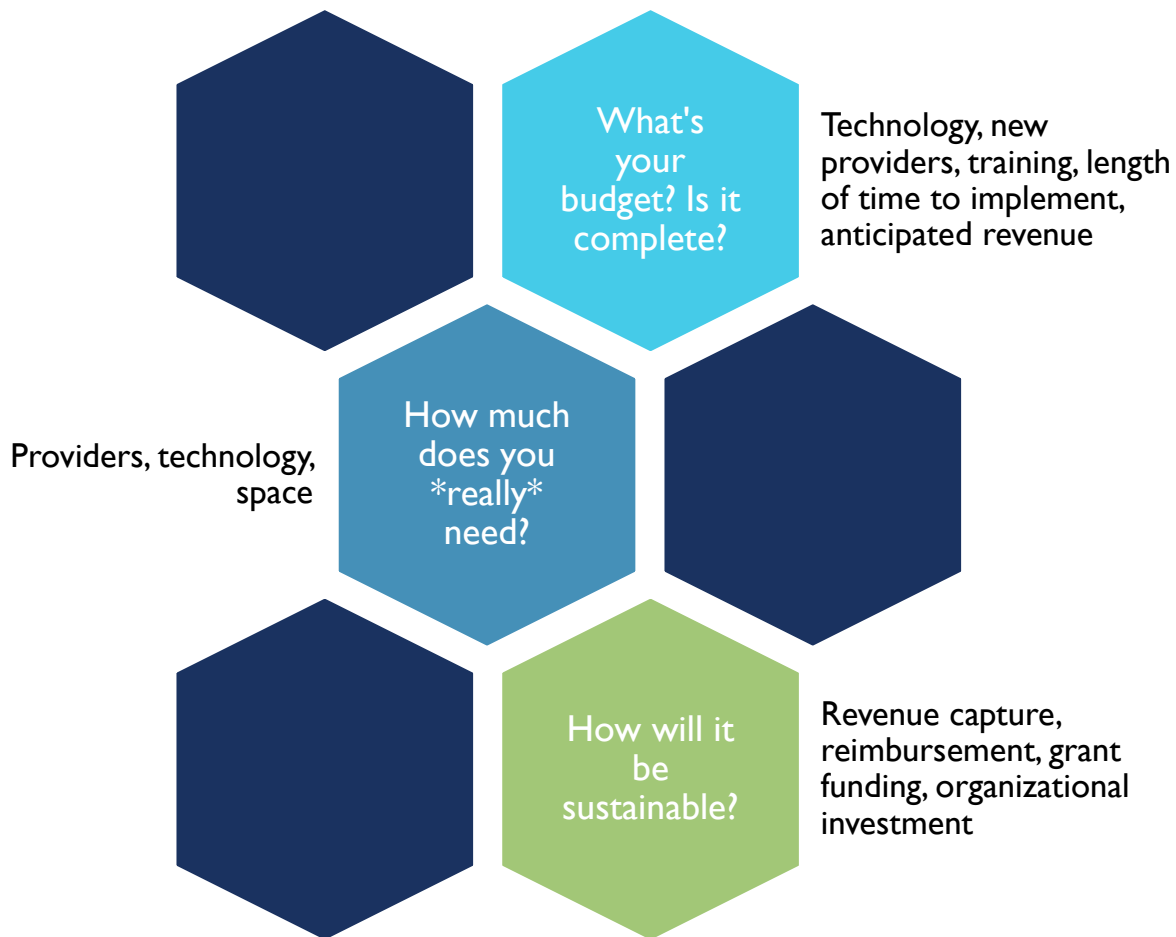 What's
your
budget? Is it
complete?
Technology, new
providers, training, length
of time to implement,
anticipated revenue
How much
does you
*really*
need?
Providers, technology,
space
How will it
be
sustainable?
Revenue capture,
reimbursement, grant
funding, organizational
investment